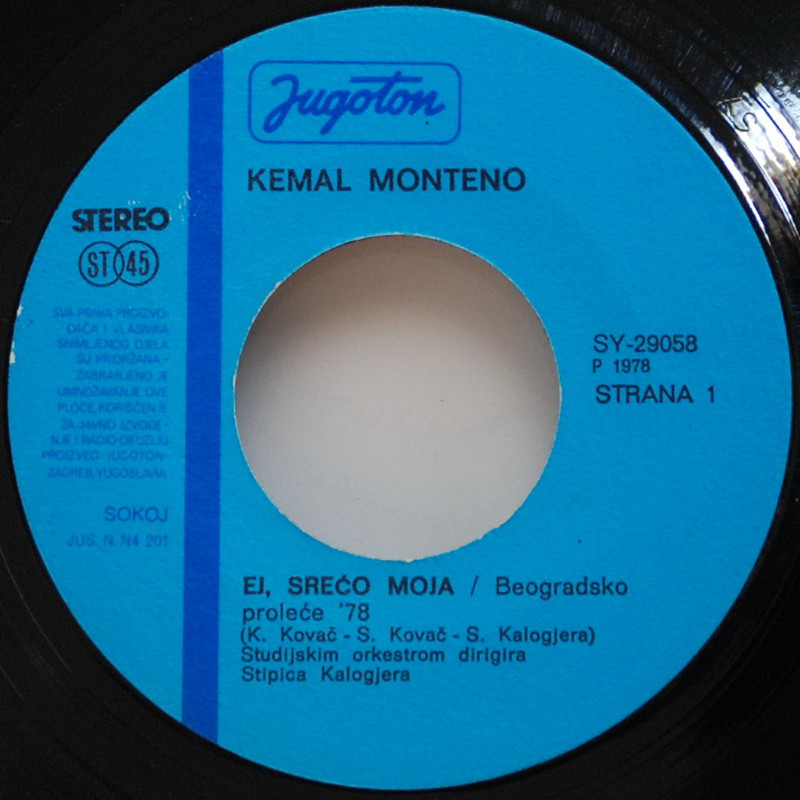 Jugoton
KEMAL MONTENO
STEREO
ST 45
SVA PRAVA PROIZVO-
ĐAČA I VLASNIKA
SNIMLJENOG DJELA
SU PRIDRŽANA-
ZABRANJENO JE
UMNOŽAVANJE OVE
PLOČE, KORIŠĆENJE
ZA JAVNO IZVOĐE-
NJE I RADIO-DIFUZIJU
PROIZVEO »JUGOTON«
ZAGREB, YUGOSLAVIA
SOKOJ
JUS. N. N4 201
SY-29058
P 1978
STRANA 1
EJ, SREĆO MOJA / Beogradsko
proleće '78
(K. Kovač - S. Kovač - S. Kalogjera)
Studijskim orkestrom dirigira
Stipica Kalogjera